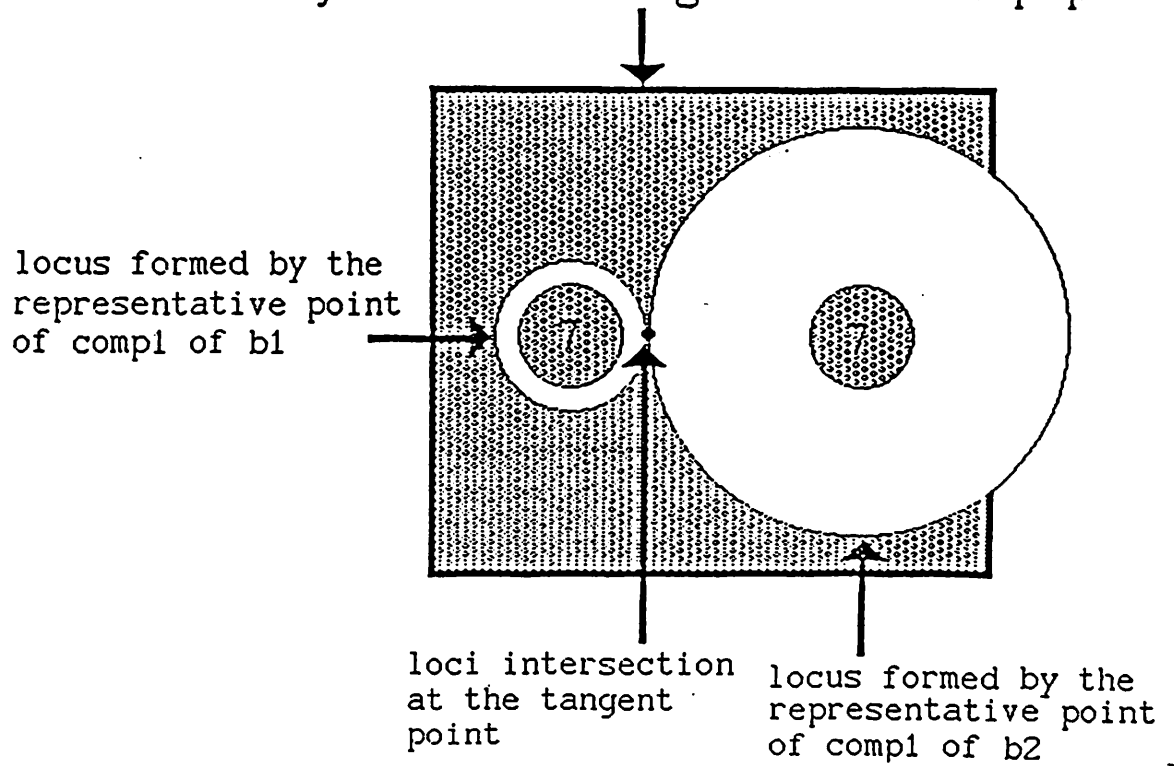 locus formed by the
representative point
of comp1 of b1
7
7
loci intersection
at the tangent
point
locus formed by the
representative point
of comp1 of b2